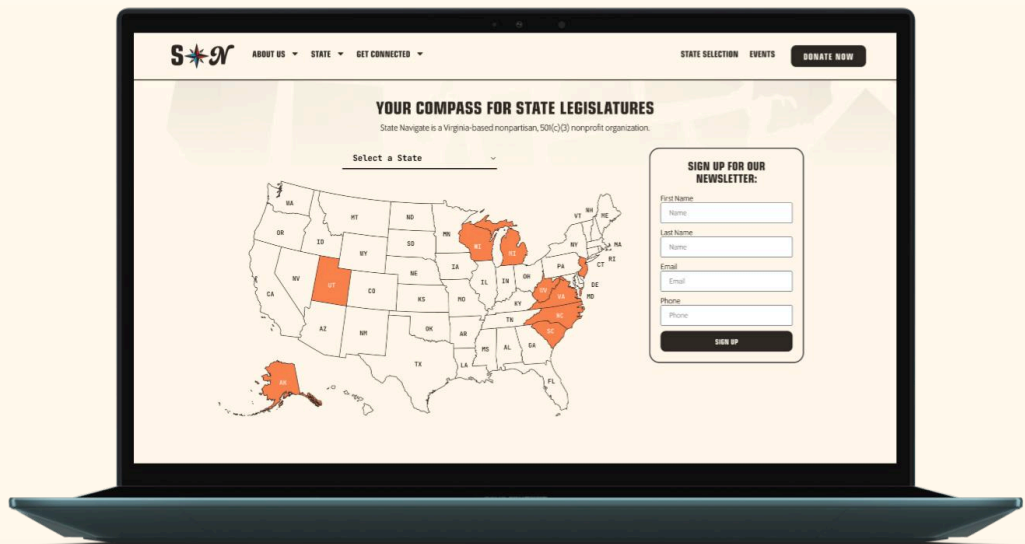 S N
ABOUT US
STATE
GET CONNECTED
STATE SELECTION
EVENTS
DONATE NOW
YOUR COMPASS FOR STATE LEGISLATURES
State Navigate is a Virginia-based nonpartisan, 501(c)(3) nonprofit organization.
Select a State
WA
OR
CA
NV
ID
MT
WY
UT
AZ
CO
NM
ND
SD
NE
KS
OK
TX
MN
IA
MO
AR
LA
WI
IL
MI
IN
OH
KY
TN
MS
AL
GA
FL
SC
NC
VA
WV
PA
NY
VT
NH
ME
MA
RI
CT
DE
MD
AK
SIGN UP FOR OUR
NEWSLETTER:
First Name
Name
Last Name
Name
Email
Email
Phone
Phone
SIGN UP